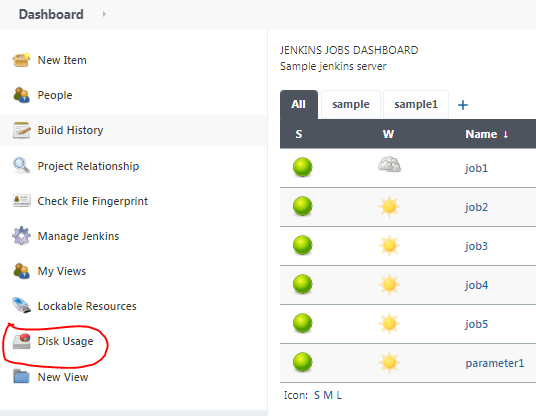 Dashboard
New Item
People
Build History
Project Relationship
Check File Fingerprint
Manage Jenkins
My Views
Lockable Resources
Disk Usage
New View
JENKINS JOBS DASHBOARD
Sample jenkins server
All sample sample1 +
S W Name ↓
job1
job2
job3
job4
job5
parameter1
Icon: S M L